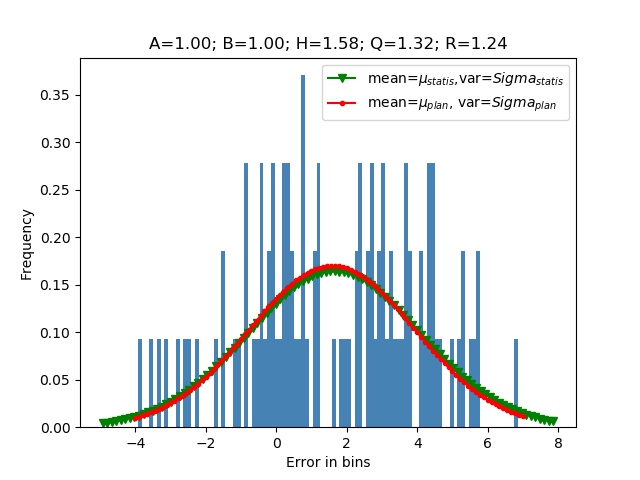 A=1.00; B=1.00; H=1.58; Q=1.32; R=1.24
mean=μstatis,var=Sigmastatis
mean=μplan, var=Sigmaplan
0.35
0.30
0.25
0.20
0.15
0.10
0.05
0.00
Frequency
−4 −2 0 2 4 6 8
Error in bins